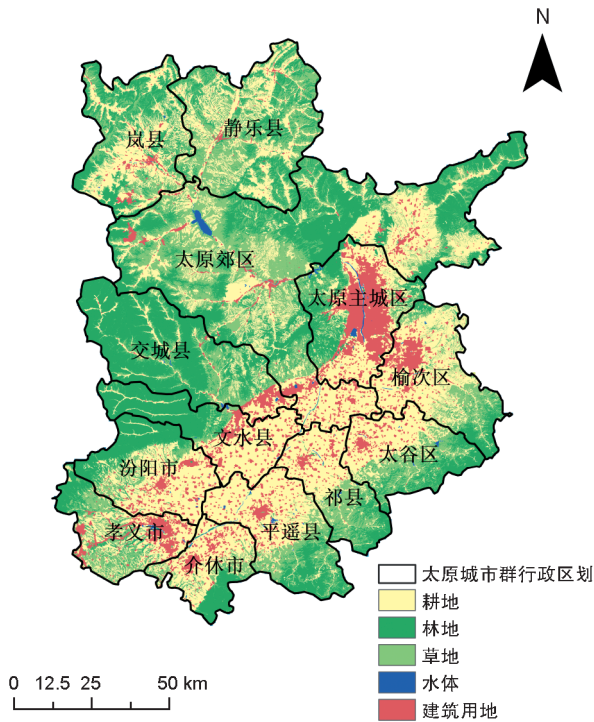 N
岚县
静乐县
太原郊区
太原主城区
交城县
榆次区
文水县
太谷区
汾阳市
祁县
孝义市
平遥县
介休市
太原城市群行政区划
耕地
林地
草地
水体
建筑用地
0 12.5 25 50 km